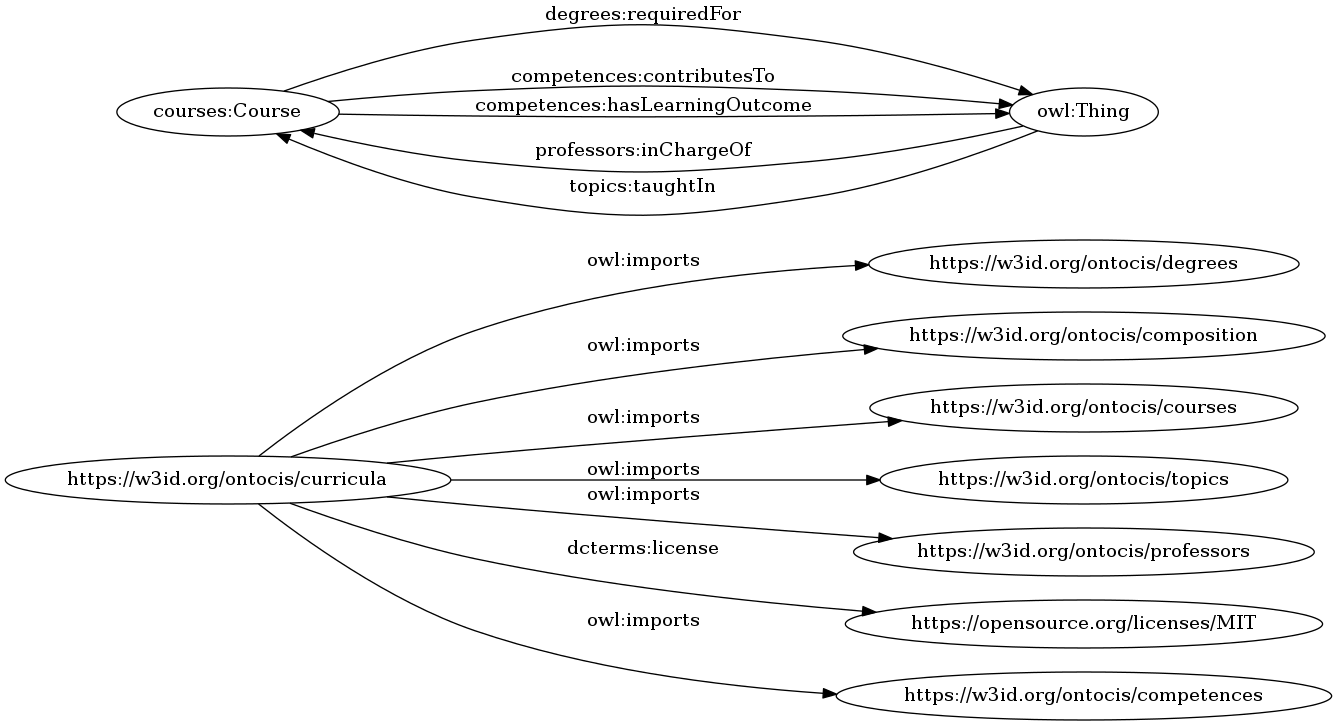 degrees:requiredFor
competences:contributesTo
competences:hasLearningOutcome
courses:Course
owl:Thing
professors:inChargeOf
topics:taughtIn
owl:imports
https://w3id.org/ontocis/degrees
https://w3id.org/ontocis/composition
owl:imports
https://w3id.org/ontocis/courses
owl:imports
owl:imports
https://w3id.org/ontocis/curricula
https://w3id.org/ontocis/topics
owl:imports
https://w3id.org/ontocis/professors
dcterms:license
https://opensource.org/licenses/MIT
owl:imports
https://w3id.org/ontocis/competences